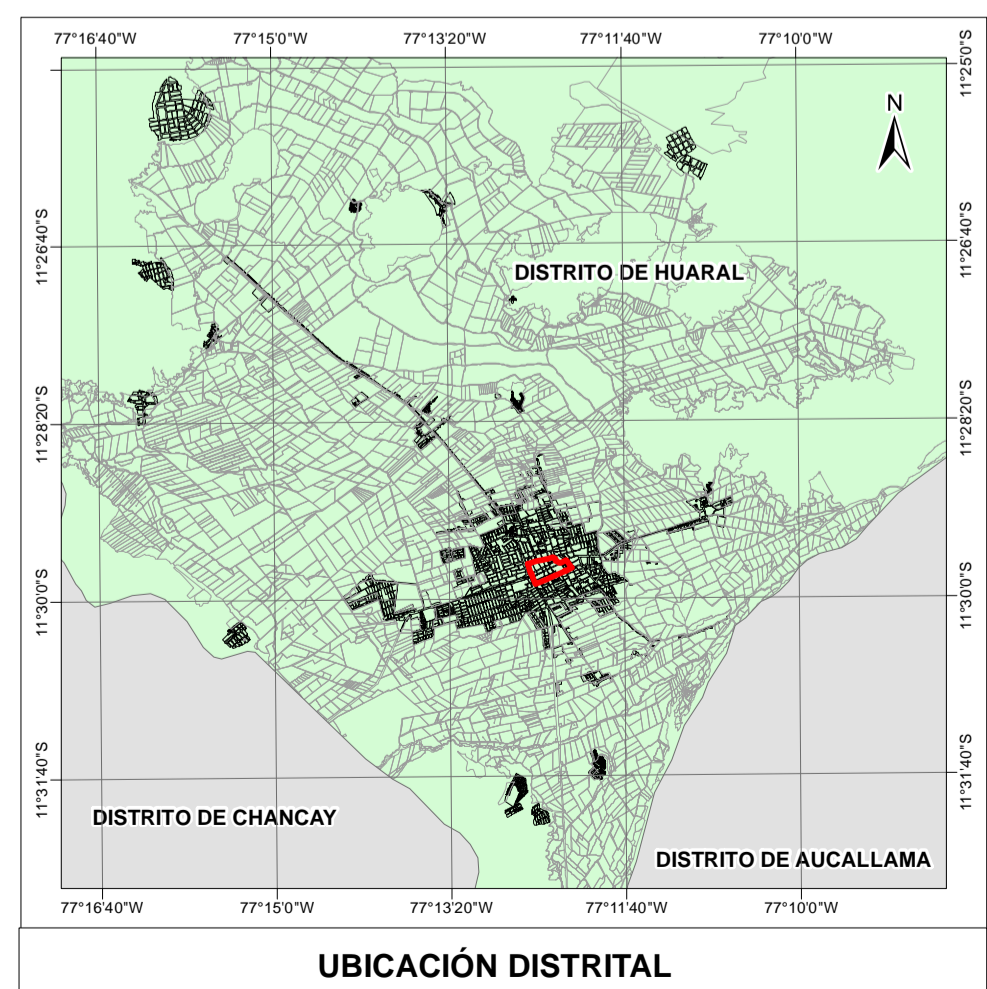 77°16'40"W 77°15'0"W 77°13'20"W 77°11'40"W 77°10'0"W
11°25'0"S
N
11°26'40"S 11°26'40"S
DISTRITO DE HUARAL
11°28'20"S 11°28'20"S
11°30'0"S 11°30'0"S
11°31'40"S 11°31'40"S
DISTRITO DE CHANCAY
DISTRITO DE AUCALLAMA
77°16'40"W 77°15'0"W 77°13'20"W 77°11'40"W 77°10'0"W
UBICACIÓN DISTRITAL